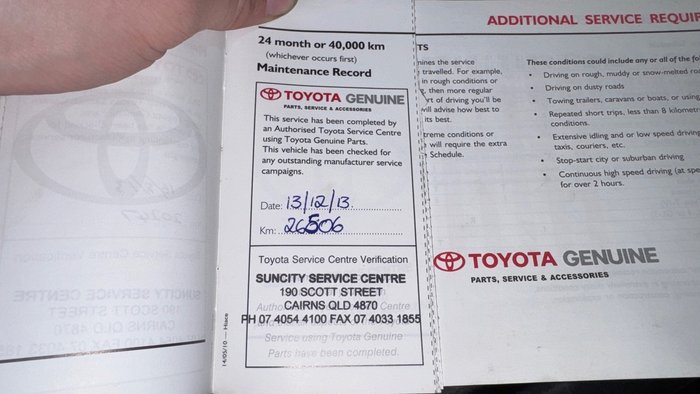 24 month or 40,000 km
(whichever occurs first)
Maintenance Record
TOYOTA GENUINE
PARTS, SERVICE & ACCESSORIES
This service has been completed by
an Authorised Toyota Service Centre
using Toyota Genuine Parts.
This vehicle has been checked for
any outstanding manufacturer service
campaigns.
Date: 13/12/13
Km: 26506
Toyota Service Centre Verification
SUNCITY SERVICE CENTRE
190 SCOTT STREET
CAIRNS QLD 4870
PH 07 4054 4100 FAX 07 4033 1855
Service using Toyota Genuine
Parts have been completed.
14/05/10 — Hiace
TS
mines the service
travelled. For example,
in rough conditions or
, then more regular
rt of driving you'll be
will advise how best to
its best.
treme conditions or
will require the extra
Schedule.
ADDITIONAL SERVICE REQUIR
These conditions could include any or all of the fo
• Driving on rough, muddy or snow-melted ro
• Driving on dusty roads
• Towing trailers, caravans or boats, or using
• Repeated short trips, less than 8 kilometr
conditions.
• Extensive idling and or low speed driving
taxis, couriers, etc.
• Stop-start city or suburban driving
• Continuous high speed driving (at spe
for over 2 hours.
TOYOTA GENUINE
PARTS, SERVICE & ACCESSORIES